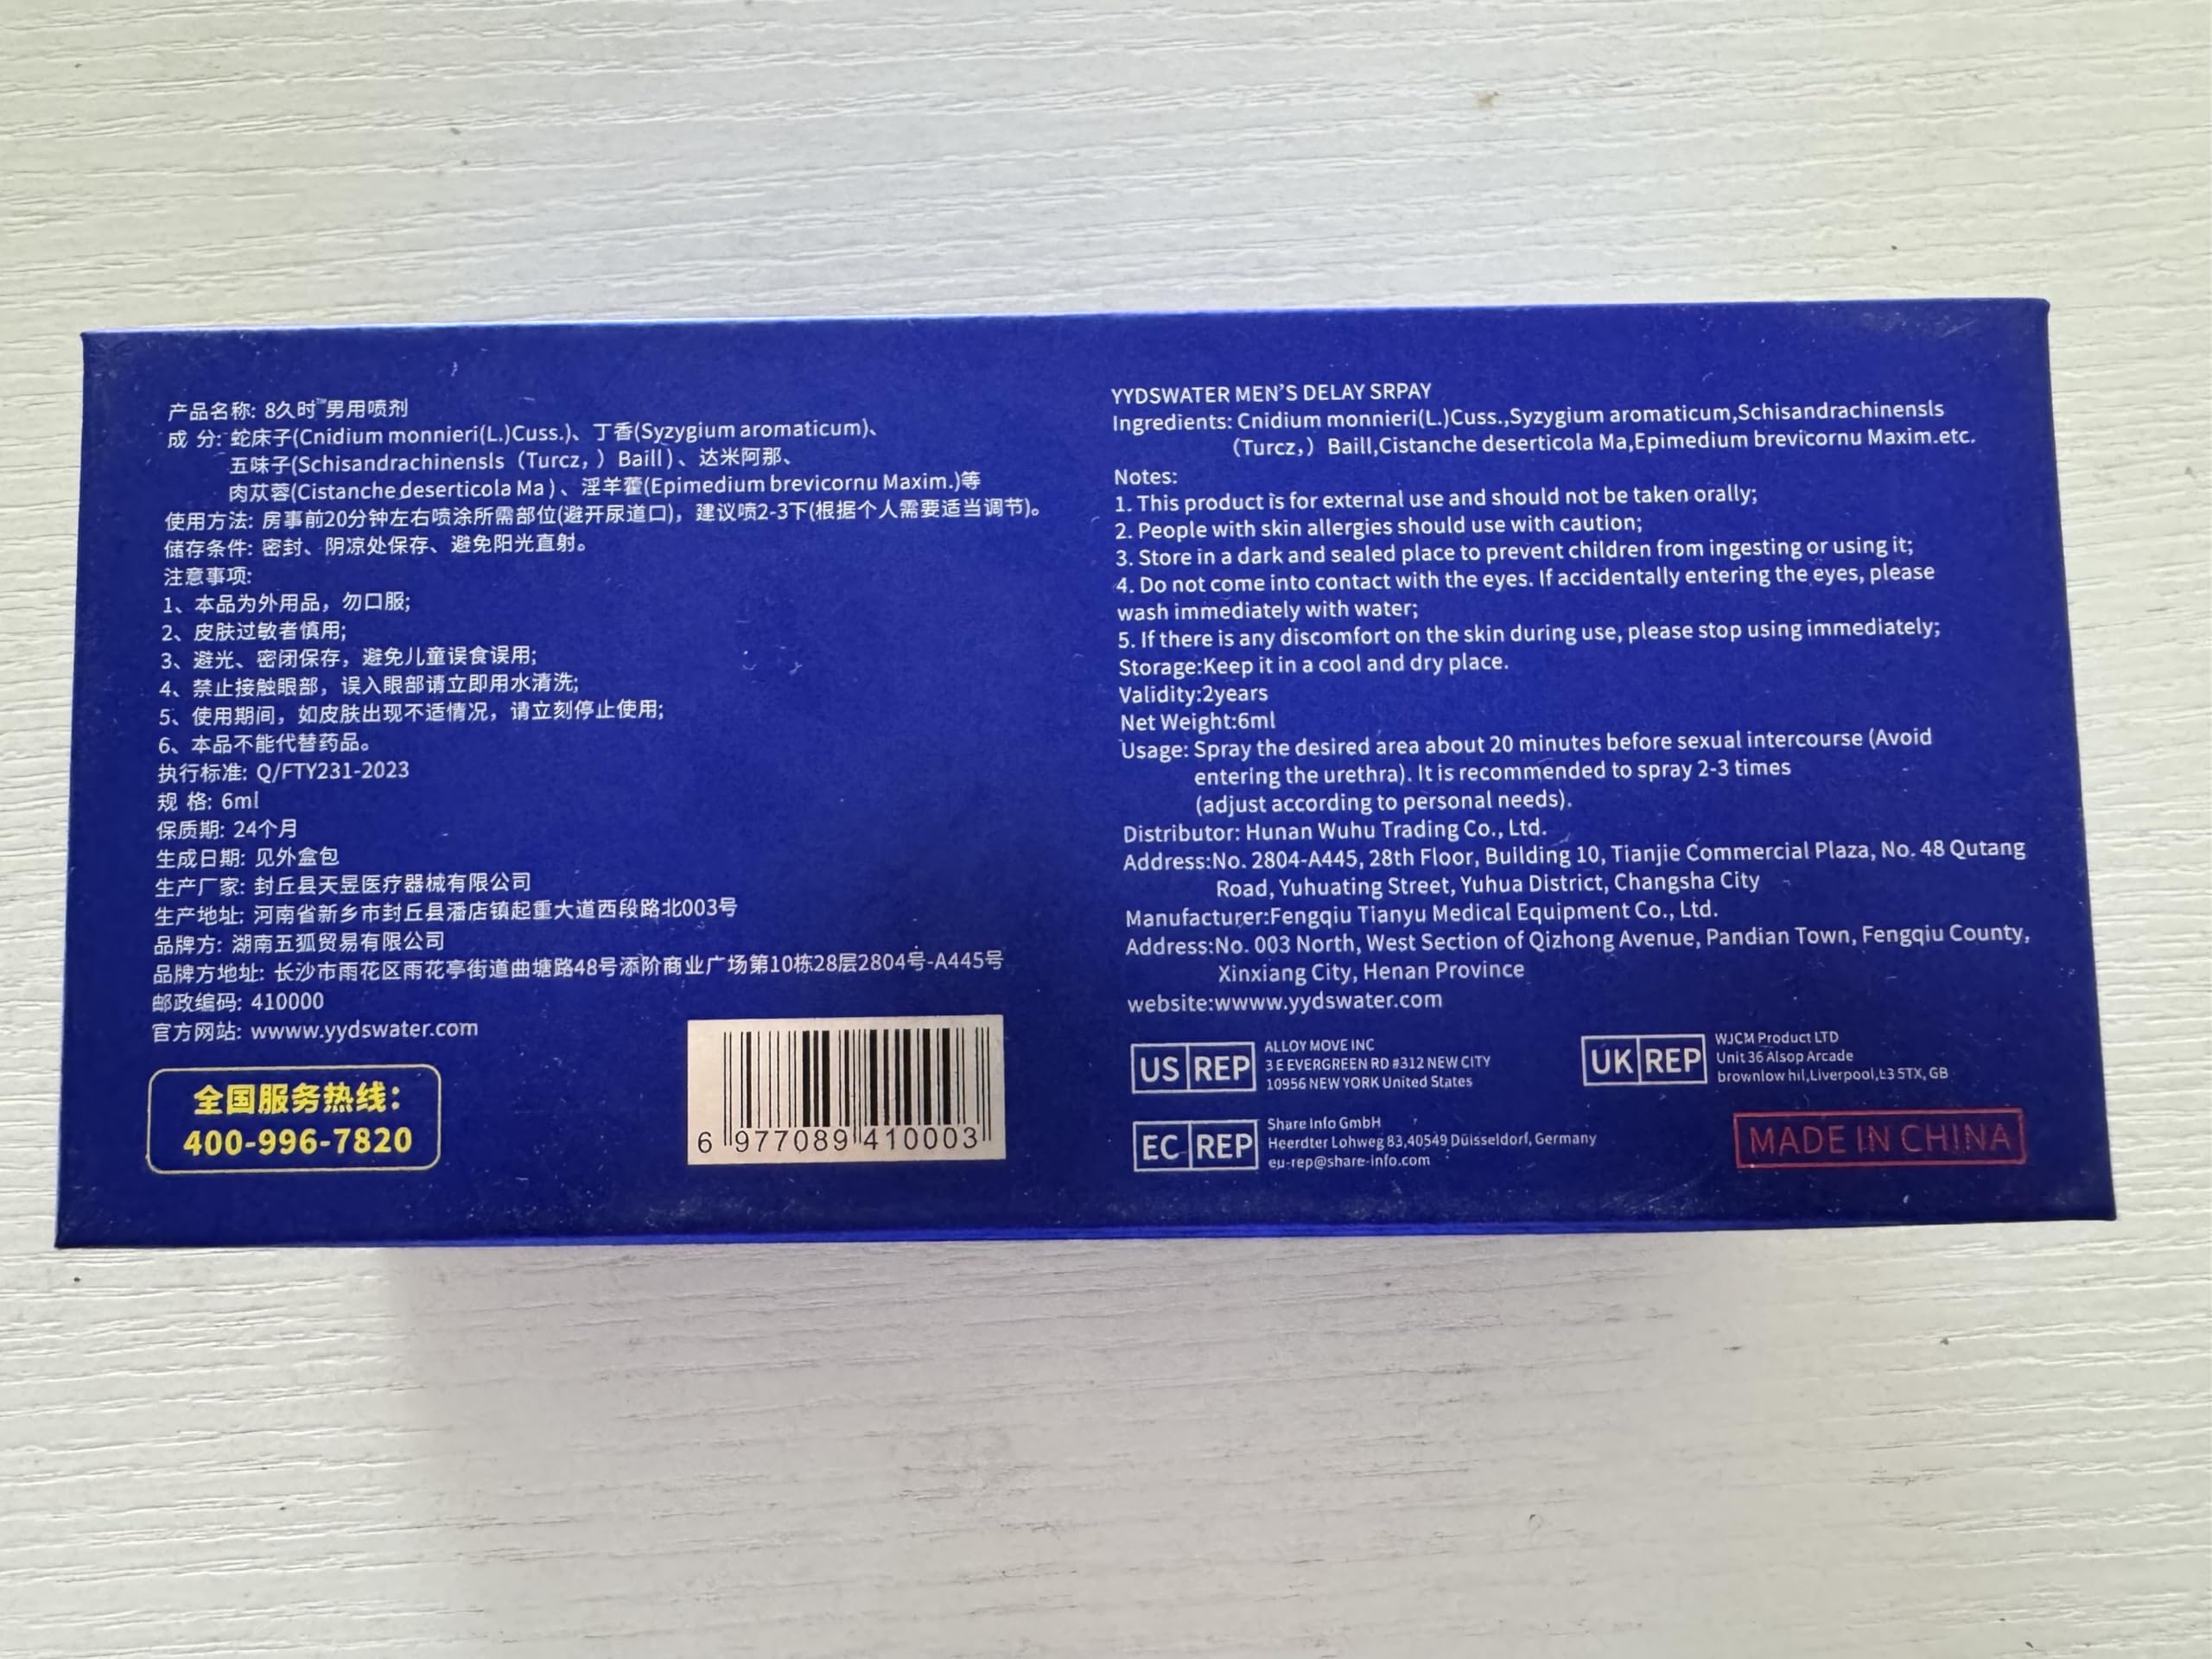 产品名称: 8久时™男用喷剂
成 分: 蛇床子(Cnidium monnieri(L.)Cuss.)、丁香(Syzygium aromaticum)、
五味子(Schisandrachinensls（Turcz，）Baill)、达米阿那、
肉苁蓉(Cistanche deserticola Ma)、淫羊藿(Epimedium brevicornu Maxim.)等
使用方法: 房事前20分钟左右喷涂所需部位(避开尿道口)，建议喷2-3下(根据个人需要适当调节)。
储存条件: 密封、阴凉处保存、避免阳光直射。
注意事项:
1、本品为外用品，勿口服;
2、皮肤过敏者慎用;
3、避光、密闭保存，避免儿童误食误用;
4、禁止接触眼部，误入眼部请立即用水清洗;
5、使用期间，如皮肤出现不适情况，请立刻停止使用;
6、本品不能代替药品。
执行标准: Q/FTY231-2023
规 格: 6ml
保质期: 24个月
生成日期: 见外盒包
生产厂家: 封丘县天昱医疗器械有限公司
生产地址: 河南省新乡市封丘县潘店镇起重大道西段路北003号
品牌方: 湖南五狐贸易有限公司
品牌方地址: 长沙市雨花区雨花亭街道曲塘路48号添阶商业广场第10栋28层2804号-A445号
邮政编码: 410000
官方网站: wwww.yydswater.com
全国服务热线:
400-996-7820
6 977089 410003
YYDSWATER MEN'S DELAY SRPAY
Ingredients: Cnidium monnieri(L.)Cuss.,Syzygium aromaticum,Schisandrachinensls
（Turcz,）Baill,Cistanche deserticola Ma,Epimedium brevicornu Maxim.etc.
Notes:
1. This product is for external use and should not be taken orally;
2. People with skin allergies should use with caution;
3. Store in a dark and sealed place to prevent children from ingesting or using it;
4. Do not come into contact with the eyes. If accidentally entering the eyes, please
wash immediately with water;
5. If there is any discomfort on the skin during use, please stop using immediately;
Storage:Keep it in a cool and dry place.
Validity:2years
Net Weight:6ml
Usage: Spray the desired area about 20 minutes before sexual intercourse (Avoid
entering the urethra). It is recommended to spray 2-3 times
(adjust according to personal needs).
Distributor: Hunan Wuhu Trading Co., Ltd.
Address:No. 2804-A445, 28th Floor, Building 10, Tianjie Commercial Plaza, No. 48 Qutang
Road, Yuhuating Street, Yuhua District, Changsha City
Manufacturer:Fengqiu Tianyu Medical Equipment Co., Ltd.
Address:No. 003 North, West Section of Qizhong Avenue, Pandian Town, Fengqiu County,
Xinxiang City, Henan Province
website:wwww.yydswater.com
US REP
ALLOY MOVE INC
3 E EVERGREEN RD #312 NEW CITY
10956 NEW YORK United States
UK REP
WJCM Product LTD
Unit 36 Alsop Arcade
brownlow hil,Liverpool,L3 5TX, GB
EC REP
Share Info GmbH
Heerdter Lohweg 83,40549 Düisseldorf, Germany
eu-rep@share-info.com
MADE IN CHINA